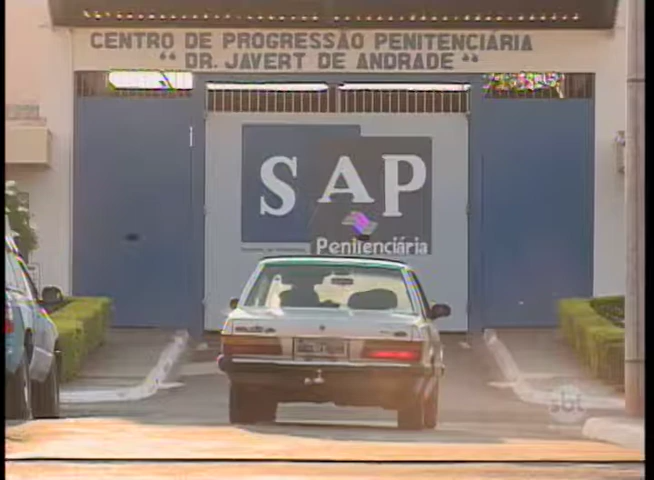 CENTRO DE PROGRESSÃO PENITENCIÁRIA
"DR. JAVERT DE ANDRADE"
SAP
Penitenciária
sbt